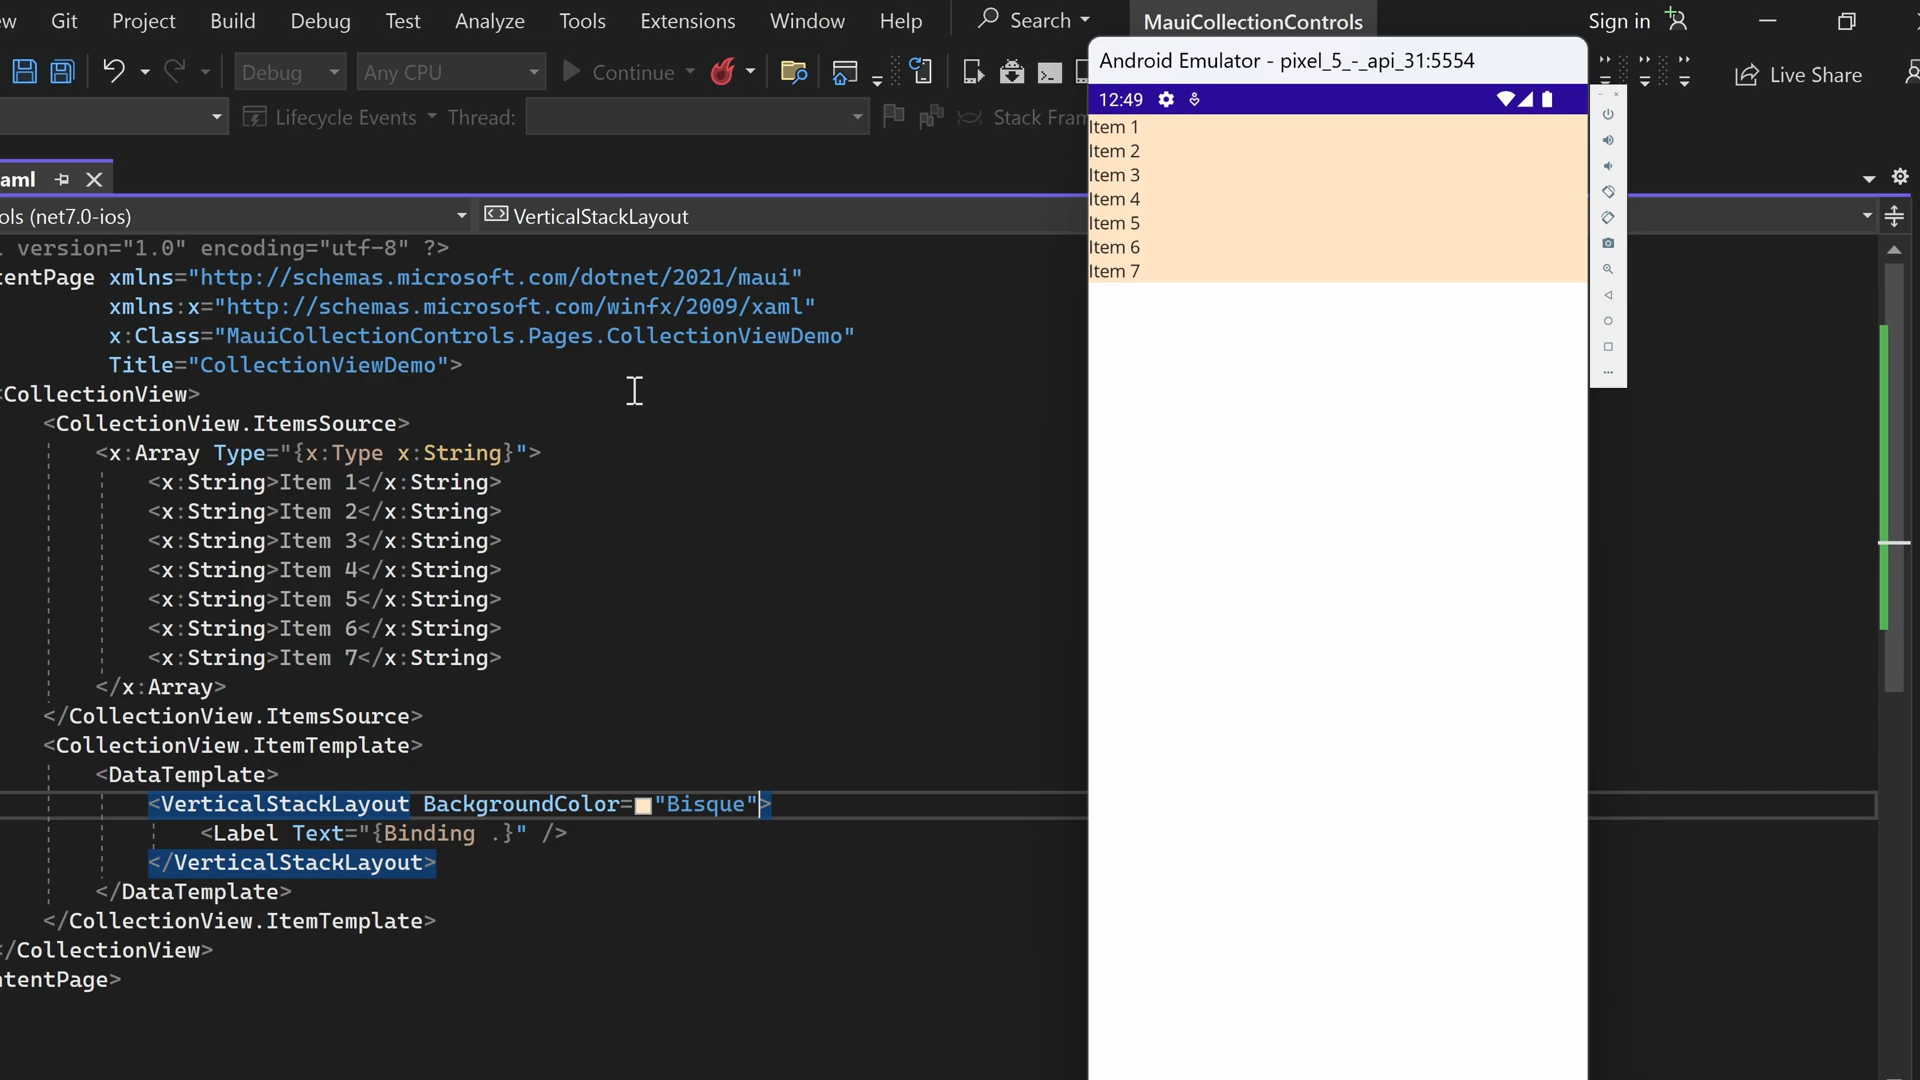 Git Project Build Debug Test Analyze Tools Extensions Window Help Search MauiCollectionControls Sign in
Debug Any CPU Continue Live Share
Lifecycle Events Thread: Stack Fram
aml
ols (net7.0-ios) VerticalStackLayout
version="1.0" encoding="utf-8" ?>
entPage xmlns="http://schemas.microsoft.com/dotnet/2021/maui"
xmlns:x="http://schemas.microsoft.com/winfx/2009/xaml"
x:Class="MauiCollectionControls.Pages.CollectionViewDemo"
Title="CollectionViewDemo">
<CollectionView>
<CollectionView.ItemsSource>
<x:Array Type="{x:Type x:String}">
<x:String>Item 1</x:String>
<x:String>Item 2</x:String>
<x:String>Item 3</x:String>
<x:String>Item 4</x:String>
<x:String>Item 5</x:String>
<x:String>Item 6</x:String>
<x:String>Item 7</x:String>
</x:Array>
</CollectionView.ItemsSource>
<CollectionView.ItemTemplate>
<DataTemplate>
<VerticalStackLayout BackgroundColor="Bisque">
<Label Text="{Binding .}" />
</VerticalStackLayout>
</DataTemplate>
</CollectionView.ItemTemplate>
</CollectionView>
ntentPage>
Android Emulator - pixel_5_-_api_31:5554
12:49
Item 1
Item 2
Item 3
Item 4
Item 5
Item 6
Item 7